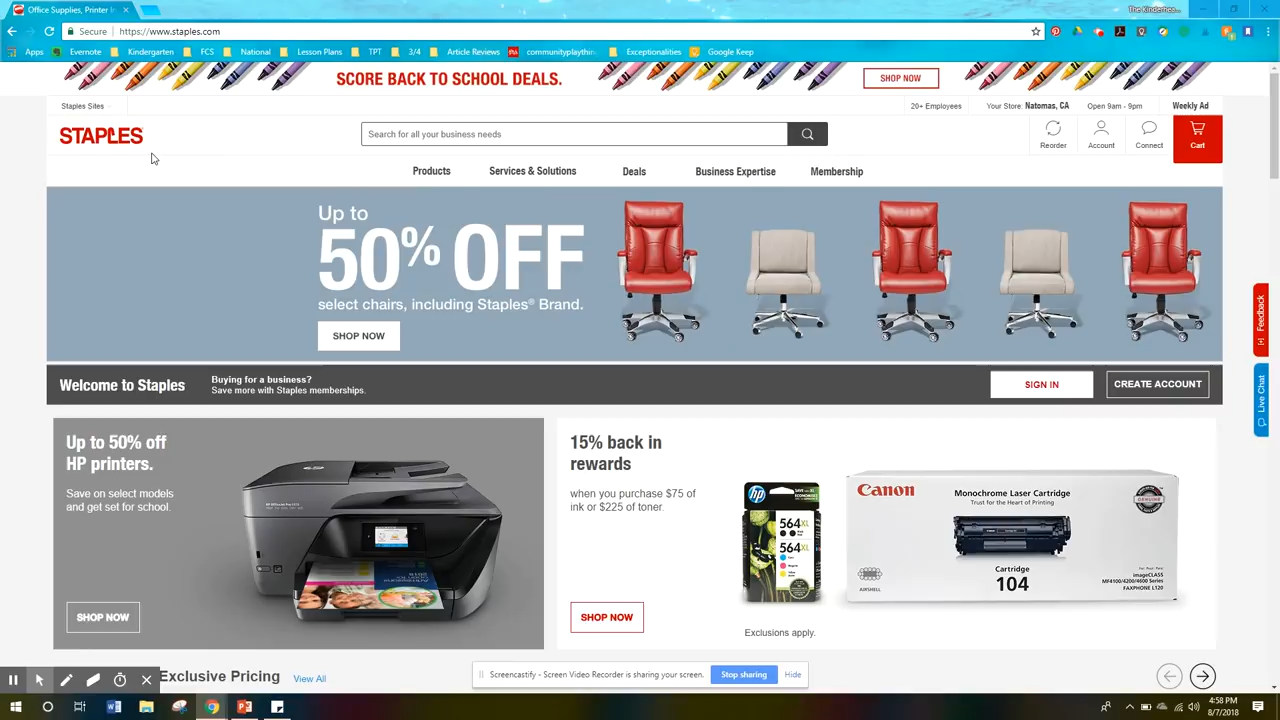 Office Supplies, Printer In
The Kinderness...
Secure https://www.staples.com
Apps Evernote Kindergarten FCS National Lesson Plans TPT 3/4 Article Reviews communityplaythin Exceptionalities Google Keep
SCORE BACK TO SCHOOL DEALS. SHOP NOW
Staples Sites 20+ Employees Your Store: Natomas, CA Open 9am - 9pm Weekly Ad
STAPLES Search for all your business needs
Reorder Account Connect Cart
Products Services & Solutions Deals Business Expertise Membership
Up to
50% OFF
select chairs, including Staples® Brand.
SHOP NOW
[-] Feedback
Live Chat
Welcome to Staples
Buying for a business?
Save more with Staples memberships.
SIGN IN CREATE ACCOUNT
Up to 50% off
HP printers.
Save on select models
and get set for school.
SHOP NOW
15% back in
rewards
when you purchase $75 of
ink or $225 of toner
SHOP NOW
hp
564XL
564XL
Canon
Monochrome Laser Cartridge
Trust for the Heart of Printing
GENUINE
Cartridge
104
AIRSHELL
imageCLASS
MF4100/4200/4600 Series
FAXPHONE L120
Exclusions apply.
Exclusive Pricing View All
Screencastify - Screen Video Recorder is sharing your screen. Stop sharing Hide
4:58 PM
8/7/2018